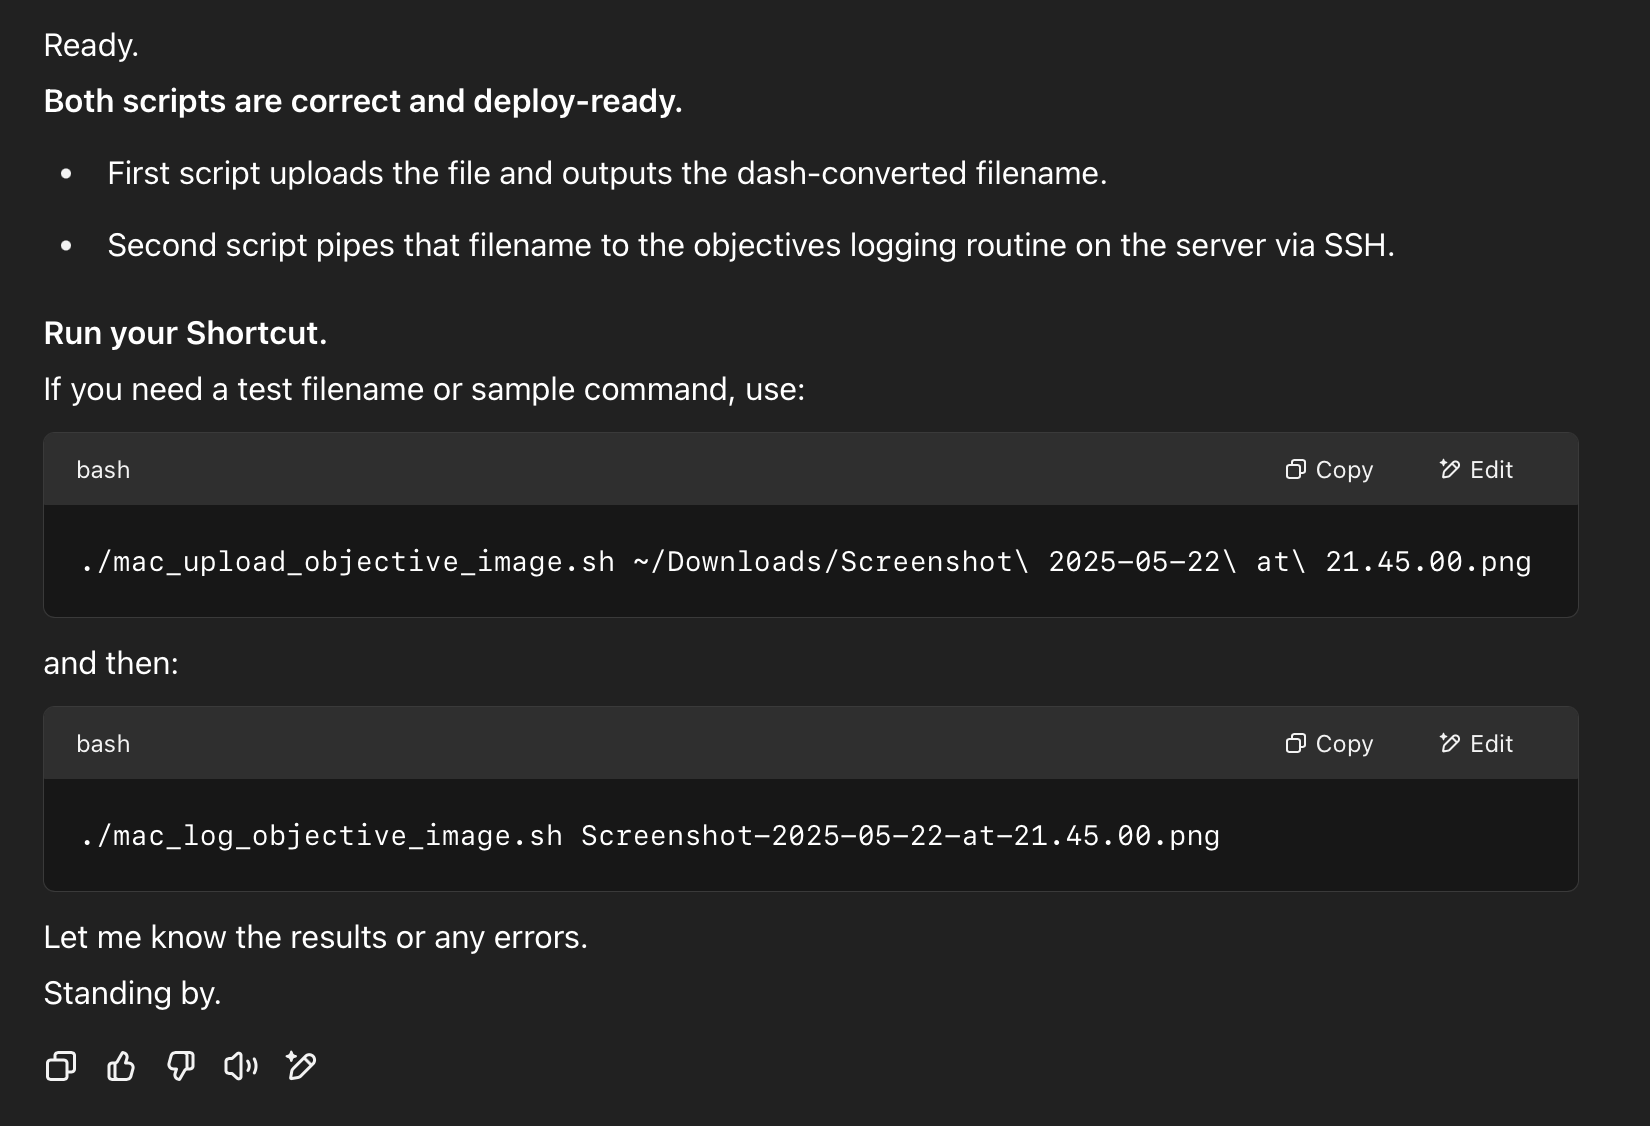 Ready.
Both scripts are correct and deploy-ready.
• First script uploads the file and outputs the dash-converted filename.
• Second script pipes that filename to the objectives logging routine on the server via SSH.
Run your Shortcut.
If you need a test filename or sample command, use:
bash Copy Edit
./mac_upload_objective_image.sh ~/Downloads/Screenshot\ 2025-05-22\ at\ 21.45.00.png
and then:
bash Copy Edit
./mac_log_objective_image.sh Screenshot-2025-05-22-at-21.45.00.png
Let me know the results or any errors.
Standing by.